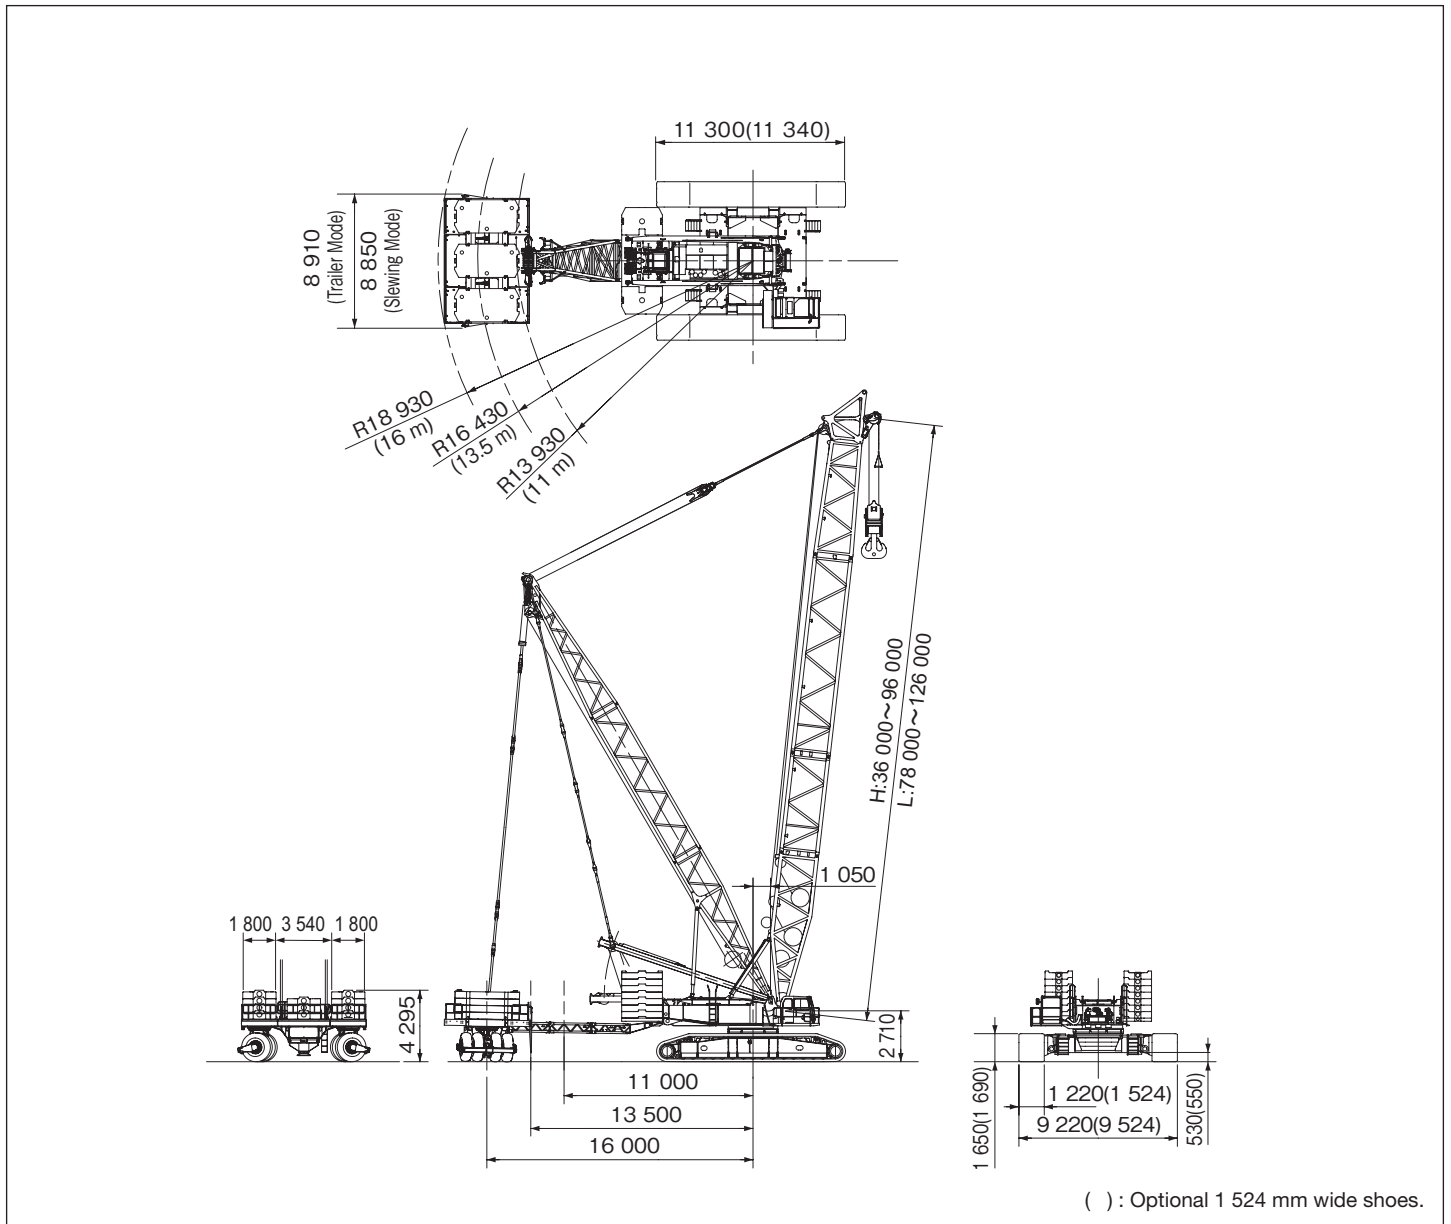 11 300(11 340)
8 910
(Trailer Mode)
8 850
(Slewing Mode)
R18 930
(16 m)
R16 430
(13.5 m)
R13 930
(11 m)
H:36 000~96 000
L:78 000~126 000
1 050
1 800 3 540 1 800
4 295
2 710
11 000
13 500
16 000
1 650(1 690)
1 220(1 524)
9 220(9 524)
530(550)
( ) : Optional 1 524 mm wide shoes.